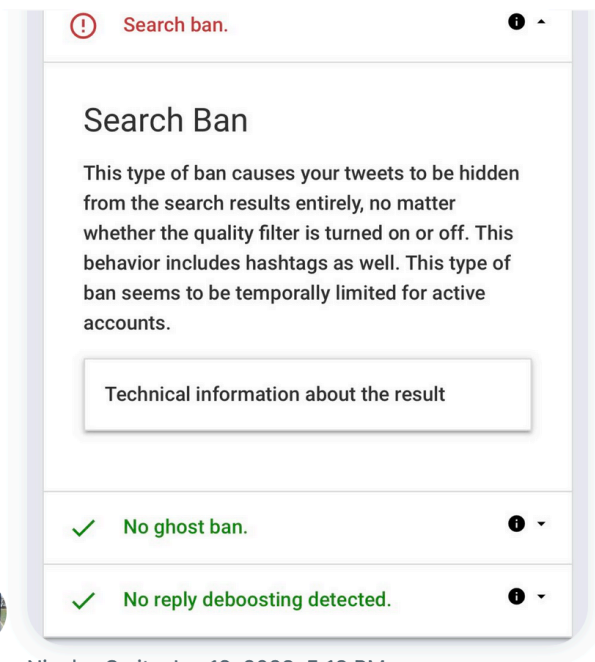 Search ban.
Search Ban
This type of ban causes your tweets to be hidden
from the search results entirely, no matter
whether the quality filter is turned on or off. This
behavior includes hashtags as well. This type of
ban seems to be temporally limited for active
accounts.
Technical information about the result
No ghost ban.
No reply deboosting detected.